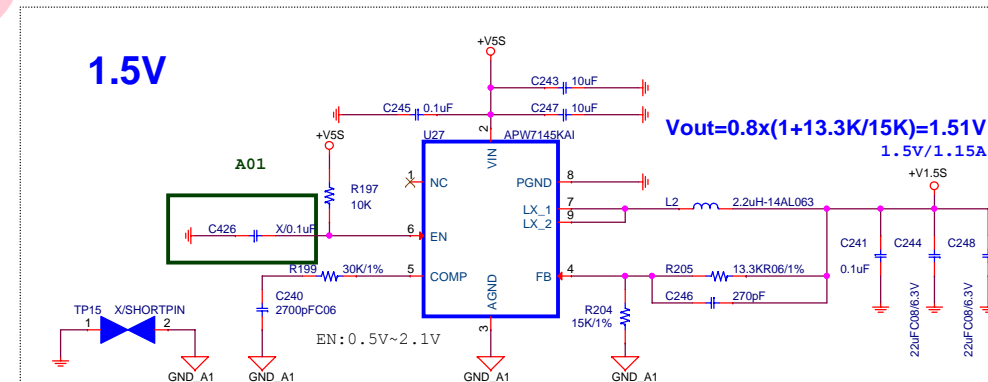 1.5V
+V5S
C243 10uF
C245 0.1uF
C247 10uF
+V5S
2
U27 APW7145KAI
Vout=0.8x(1+13.3K/15K)=1.51V
1.5V/1.15A
A01
+V1.5S
R197
10K
1 NC
VIN
PGND 8
LX_1 7
LX_2 9
L2 2.2uH-14AL063
C426 X/0.1uF
6 EN
C241
0.1uF
C244
22uFC08/6.3V
C248
22uFC08/6.3V
R199 30K/1%
5 COMP
FB 4
R205 13.3KR06/1%
C240
2700pFC06
AGND
3
C246 270pF
R204
15K/1%
TP15 X/SHORTPIN
1 2
EN:0.5V~2.1V
GND_A1 GND_A1 GND_A1 GND_A1